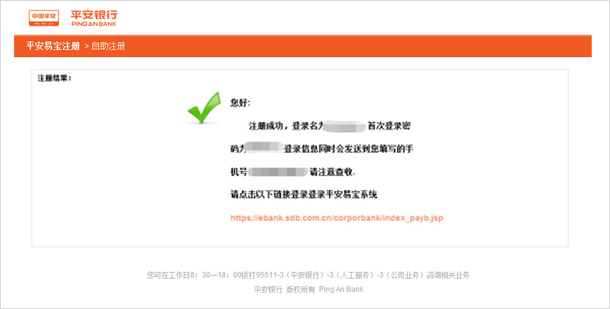 中国平安 平安银行
PING AN BANK
平安易宝注册 > 自助注册
注册结果：
您好:
注册成功，登录名为 首次登录密
码为 登录信息同时会发送到您填写的手
机号 请注意查收.
请点击以下链接登录登录平安易宝系统
https://ebank.sdb.com.cn/corporbank/index_payb.jsp
您可在工作日8：30—18：00拨打95511-3（平安银行）-3（人工服务）-3（公司业务）咨询相关业务
平安银行 版权所有 Ping An Bank